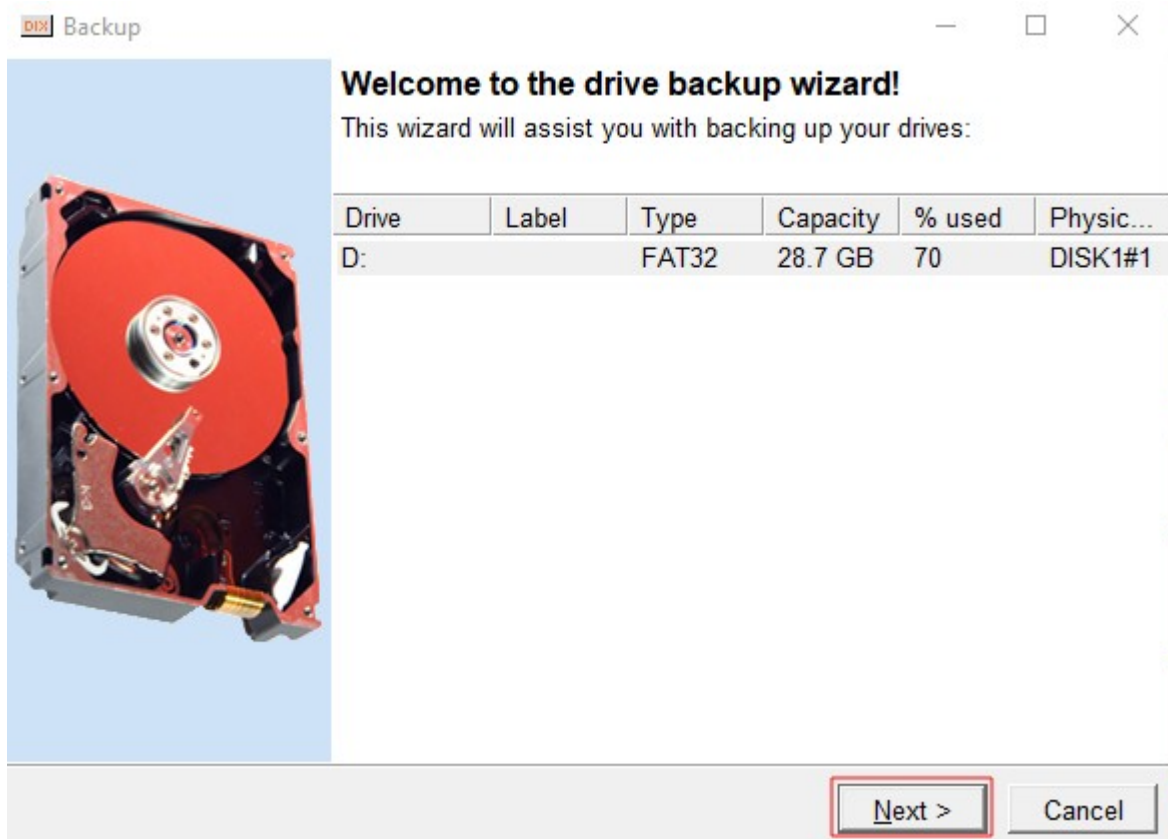 DIX Backup
Welcome to the drive backup wizard!
This wizard will assist you with backing up your drives:
Drive Label Type Capacity % used Physic...
D: FAT32 28.7 GB 70 DISK1#1
Next > Cancel